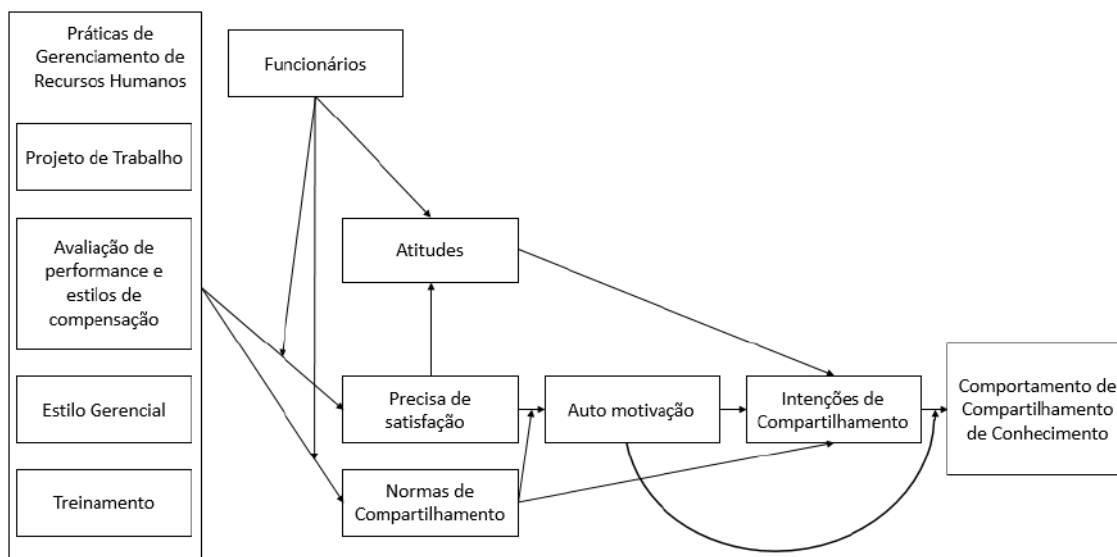 Práticas de
Gerenciamento de
Recursos Humanos
Projeto de Trabalho
Avaliação de
performance e
estilos de
compensação
Estilo Gerencial
Treinamento
Funcionários
Atitudes
Precisa de
satisfação
Normas de
Compartilhamento
Auto motivação
Intenções de
Compartilhamento
Comportamento de
Compartilhamento
de Conhecimento